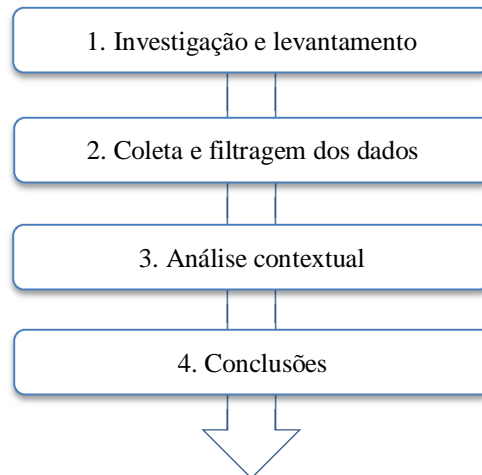 1. Investigação e levantamento
2. Coleta e filtragem dos dados
3. Análise contextual
4. Conclusões